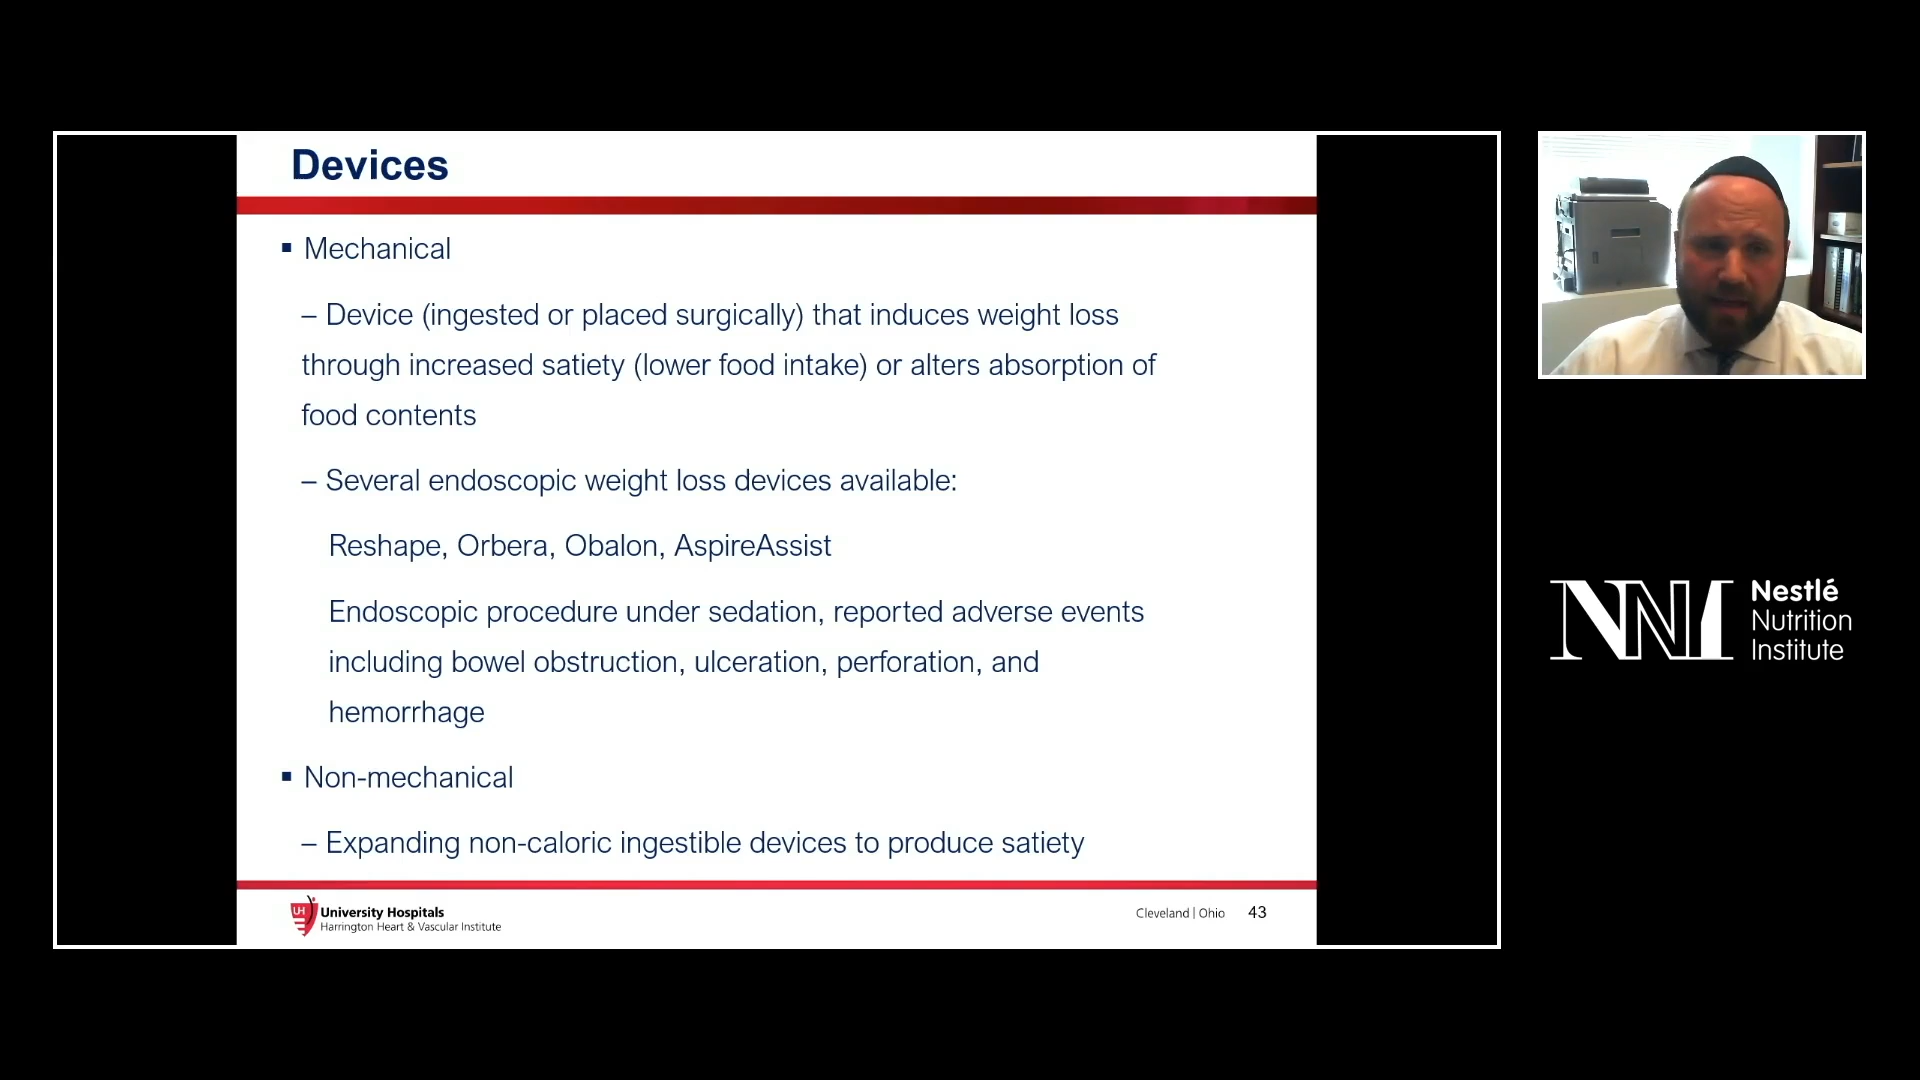 Devices
▪ Mechanical
– Device (ingested or placed surgically) that induces weight loss
through increased satiety (lower food intake) or alters absorption of
food contents
– Several endoscopic weight loss devices available:
Reshape, Orbera, Obalon, AspireAssist
Endoscopic procedure under sedation, reported adverse events
including bowel obstruction, ulceration, perforation, and
hemorrhage
▪ Non-mechanical
– Expanding non-caloric ingestible devices to produce satiety
UH University Hospitals
Harrington Heart & Vascular Institute
Cleveland | Ohio 43
NNI Nestlé
Nutrition
Institute